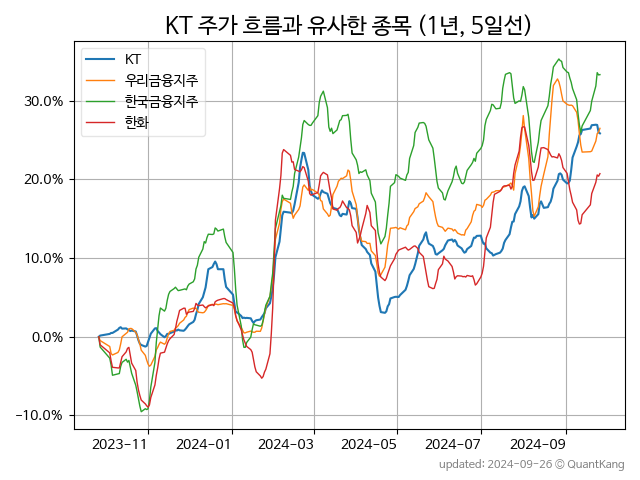 KT 주가 흐름과 유사한 종목 (1년, 5일선)
KT
우리금융지주
한국금융지주
한화
30.0%
20.0%
10.0%
0.0%
-10.0%
2023-11 2024-01 2024-03 2024-05 2024-07 2024-09
updated: 2024-09-26 © QuantKang